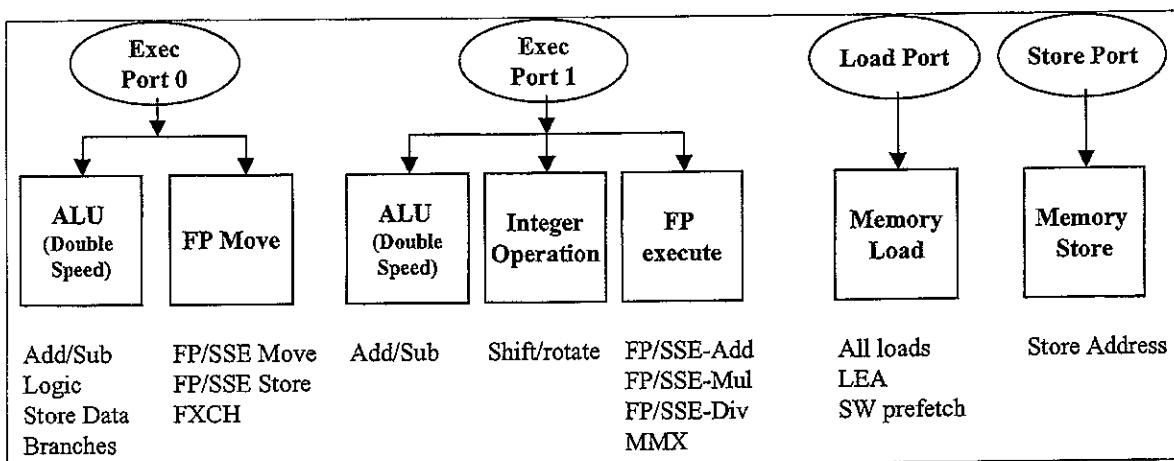 Exec
Port 0
Exec
Port 1
Load Port
Store Port
ALU
(Double
Speed)
FP Move
ALU
(Double
Speed)
Integer
Operation
FP
execute
Memory
Load
Memory
Store
Add/Sub
Logic
Store Data
Branches
FP/SSE Move
FP/SSE Store
FXCH
Add/Sub
Shift/rotate
FP/SSE-Add
FP/SSE-Mul
FP/SSE-Div
MMX
All loads
LEA
SW prefetch
Store Address